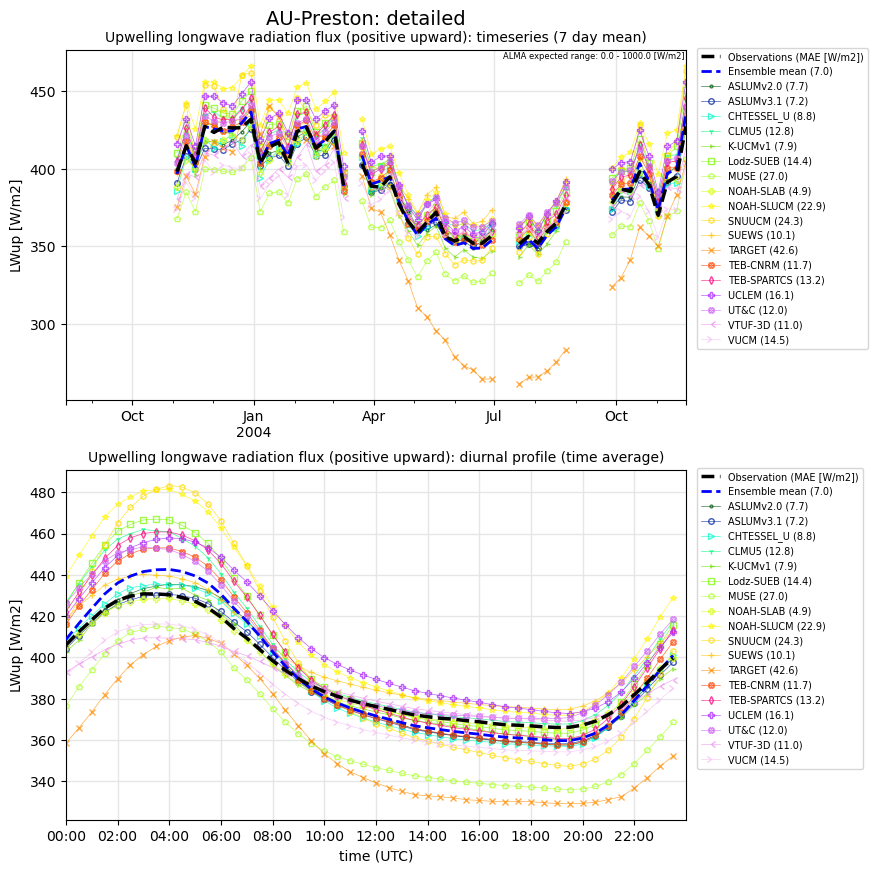 AU-Preston: detailed
Upwelling longwave radiation flux (positive upward): timeseries (7 day mean)
ALMA expected range: 0.0 - 1000.0 [W/m2]
LWup [W/m2]
450
400
350
300
Oct
Jan
2004
Apr
Jul
Oct
Observations (MAE [W/m2])
Ensemble mean (7.0)
ASLUMv2.0 (7.7)
ASLUMv3.1 (7.2)
CHTESSEL_U (8.8)
CLMU5 (12.8)
K-UCMv1 (7.9)
Lodz-SUEB (14.4)
MUSE (27.0)
NOAH-SLAB (4.9)
NOAH-SLUCM (22.9)
SNUUCM (24.3)
SUEWS (10.1)
TARGET (42.6)
TEB-CNRM (11.7)
TEB-SPARTCS (13.2)
UCLEM (16.1)
UT&C (12.0)
VTUF-3D (11.0)
VUCM (14.5)
Upwelling longwave radiation flux (positive upward): diurnal profile (time average)
LWup [W/m2]
480
460
440
420
400
380
360
340
00:00
02:00
04:00
06:00
08:00
10:00
12:00
14:00
16:00
18:00
20:00
22:00
time (UTC)
Observation (MAE [W/m2])
Ensemble mean (7.0)
ASLUMv2.0 (7.7)
ASLUMv3.1 (7.2)
CHTESSEL_U (8.8)
CLMU5 (12.8)
K-UCMv1 (7.9)
Lodz-SUEB (14.4)
MUSE (27.0)
NOAH-SLAB (4.9)
NOAH-SLUCM (22.9)
SNUUCM (24.3)
SUEWS (10.1)
TARGET (42.6)
TEB-CNRM (11.7)
TEB-SPARTCS (13.2)
UCLEM (16.1)
UT&C (12.0)
VTUF-3D (11.0)
VUCM (14.5)